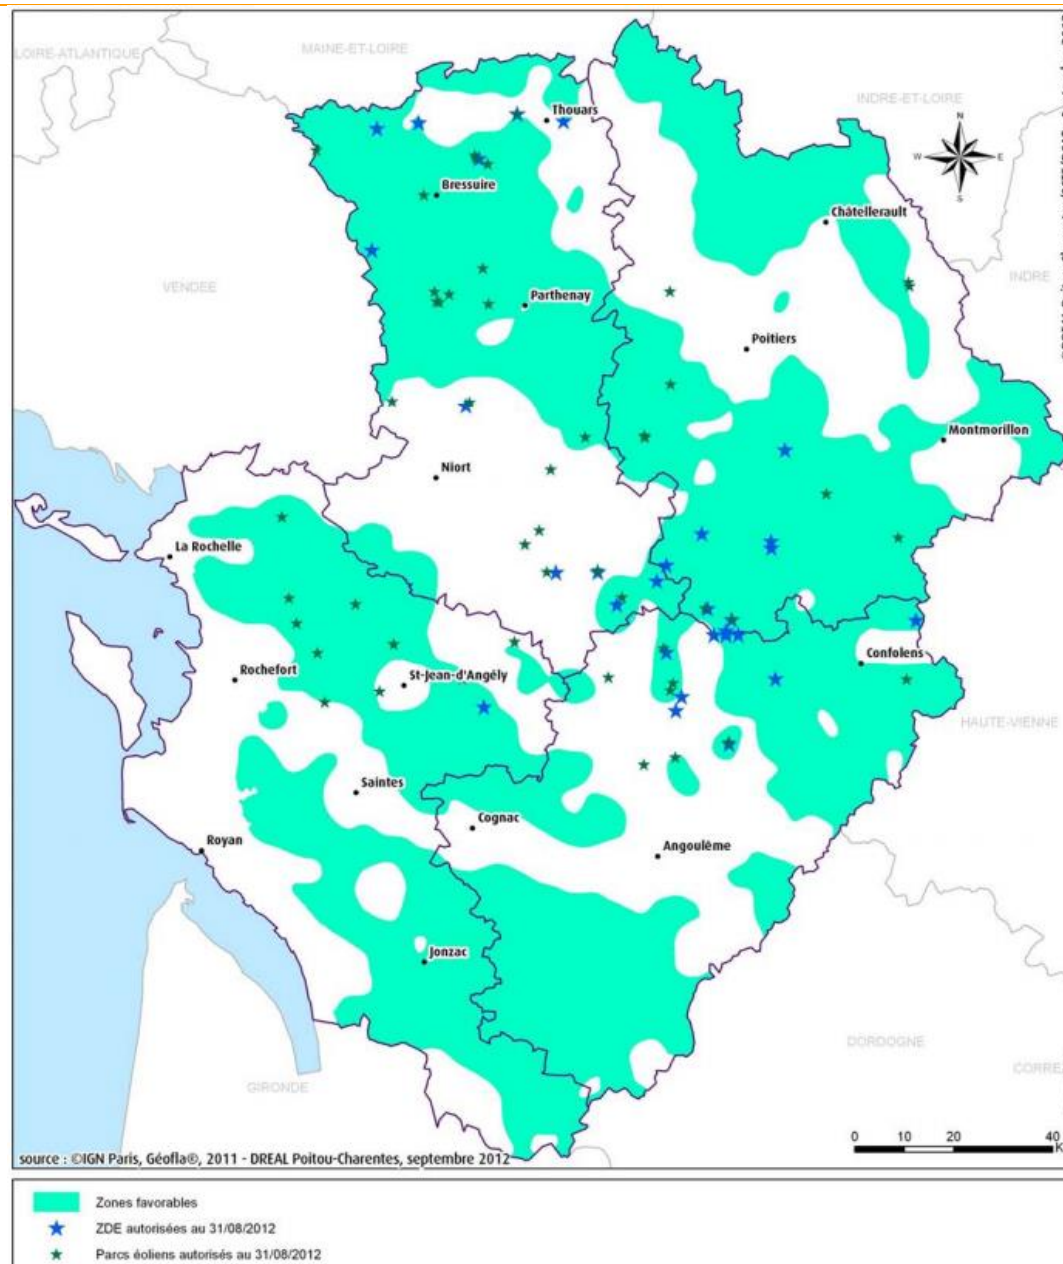 LOIRE-ATLANTIQUE
MAINE-ET-LOIRE
INDRE-ET-LOIRE
Thouars
N
W
E
S
Bressuire
Châtellerault
INDRE
VENDEE
Parthenay
Poitiers
Montmorillon
Niort
La Rochelle
Confolens
Rochefort
St-Jean-d'Angély
HAUTE-VIENNE
Saintes
Cognac
Royan
Angoulême
Jonzac
DORDOGNE
CORRE
GIRONDE
0 10 20 40
K
source : ©IGN Paris, Géofla®, 2011 - DREAL Poitou-Charentes, septembre 2012
Zones favorables
ZDE autorisées au 31/08/2012
Parcs éoliens autorisés au 31/08/2012